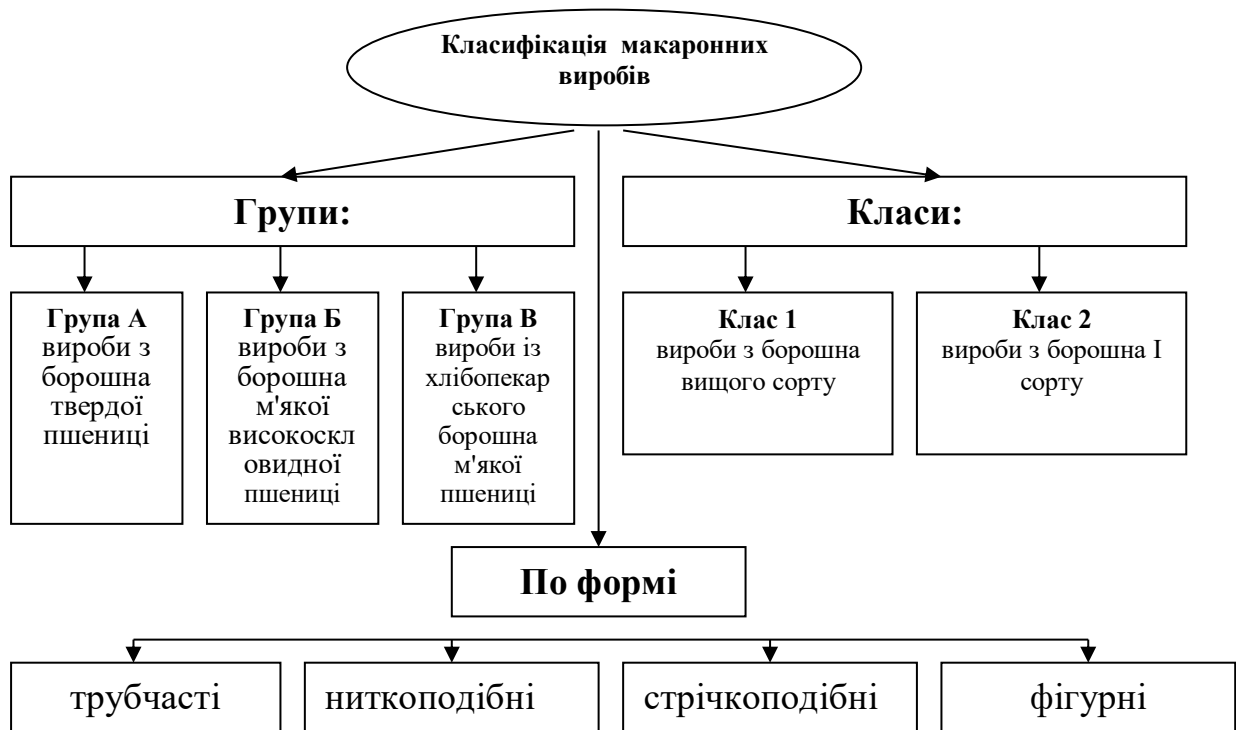 Класифікація макаронних
виробів
Групи:
Класи:
Група А
вироби з
борошна
твердої
пшениці
Група Б
вироби з
борошна
м'якої
високоскл
овидної
пшениці
Група В
вироби із
хлібопекар
ського
борошна
м'якої
пшениці
Клас 1
вироби з борошна
вищого сорту
Клас 2
вироби з борошна І
сорту
По формі
трубчасті
ниткоподібні
стрічкоподібні
фігурні